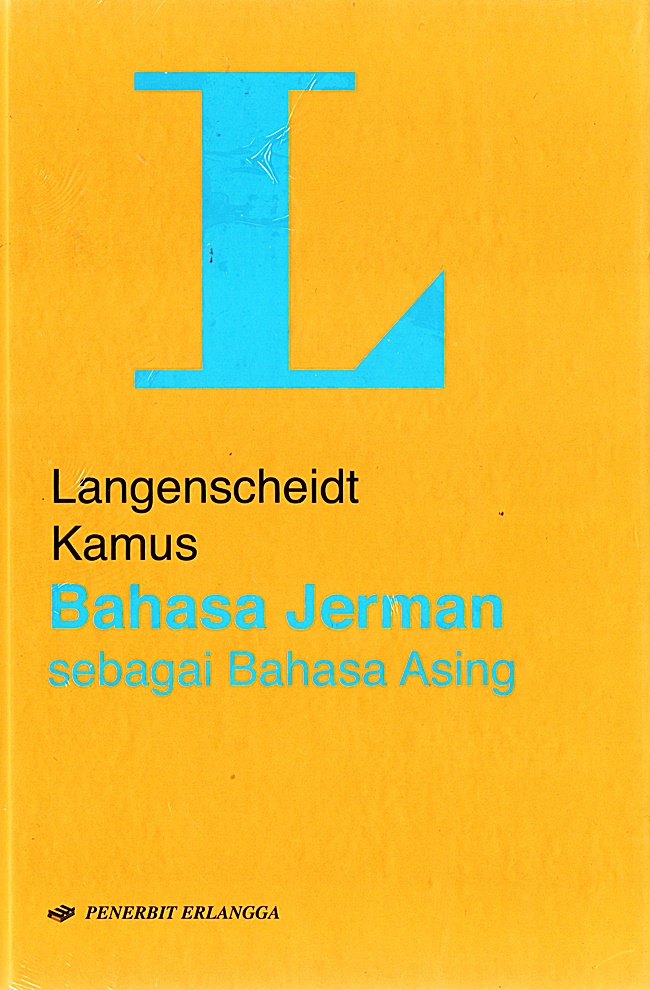 L
Langenscheidt
Kamus
Bahasa Jerman
sebagai Bahasa Asing
PENERBIT ERLANGGA